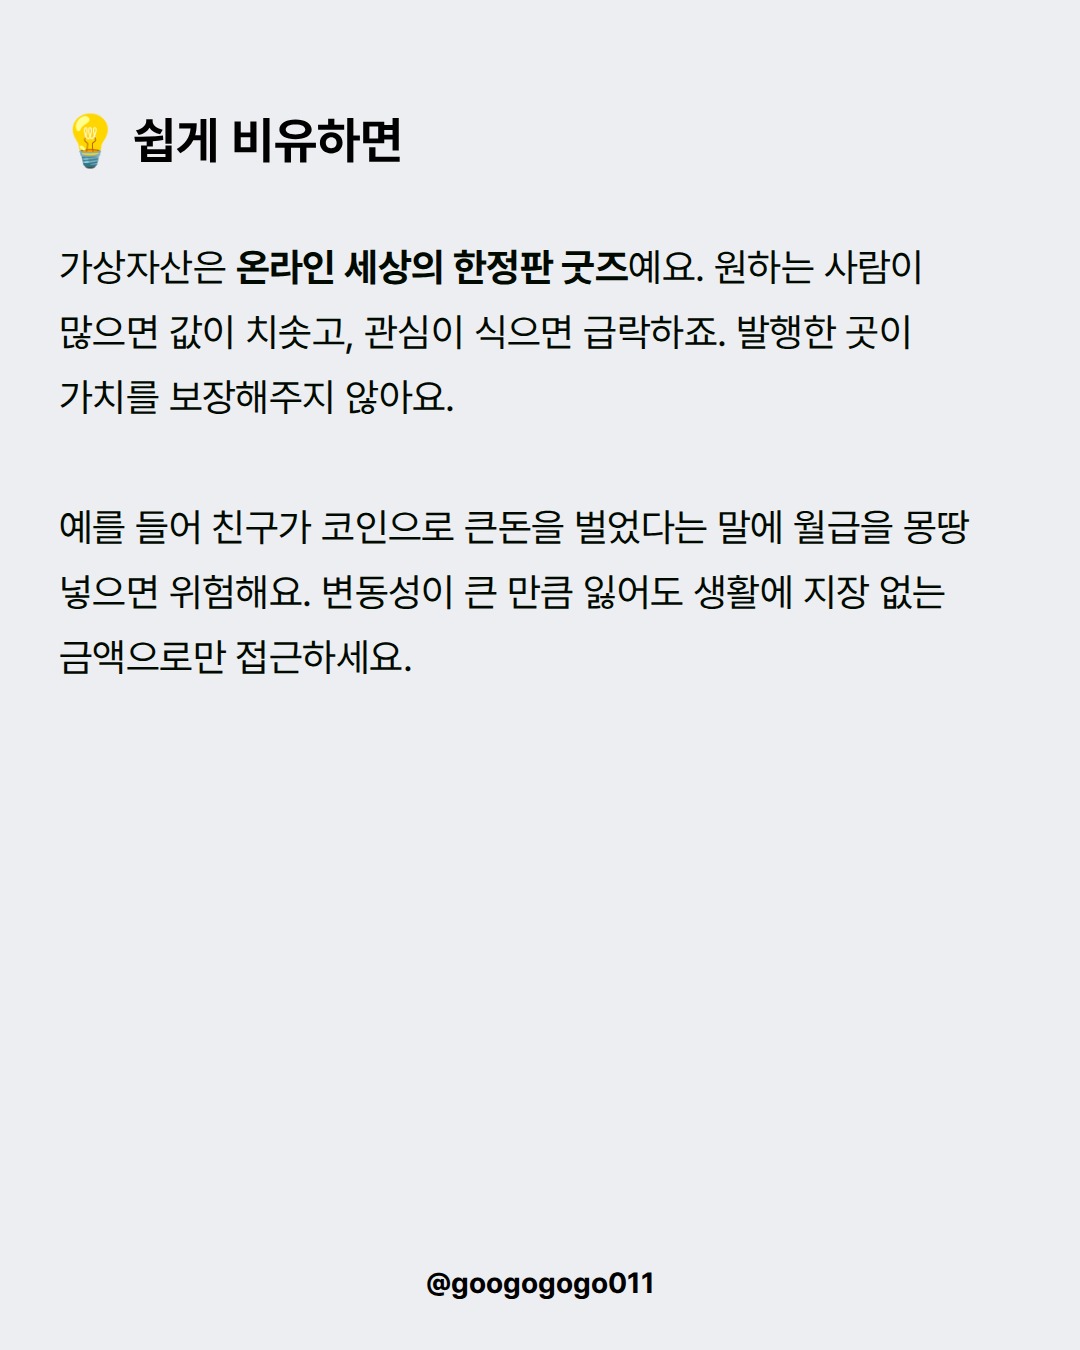 💡 쉽게 비유하면
가상자산은 온라인 세상의 한정판 굿즈예요. 원하는 사람이
많으면 값이 치솟고, 관심이 식으면 급락하죠. 발행한 곳이
가치를 보장해주지 않아요.
예를 들어 친구가 코인으로 큰돈을 벌었다는 말에 월급을 몽땅
넣으면 위험해요. 변동성이 큰 만큼 잃어도 생활에 지장 없는
금액으로만 접근하세요.
@googogogo011